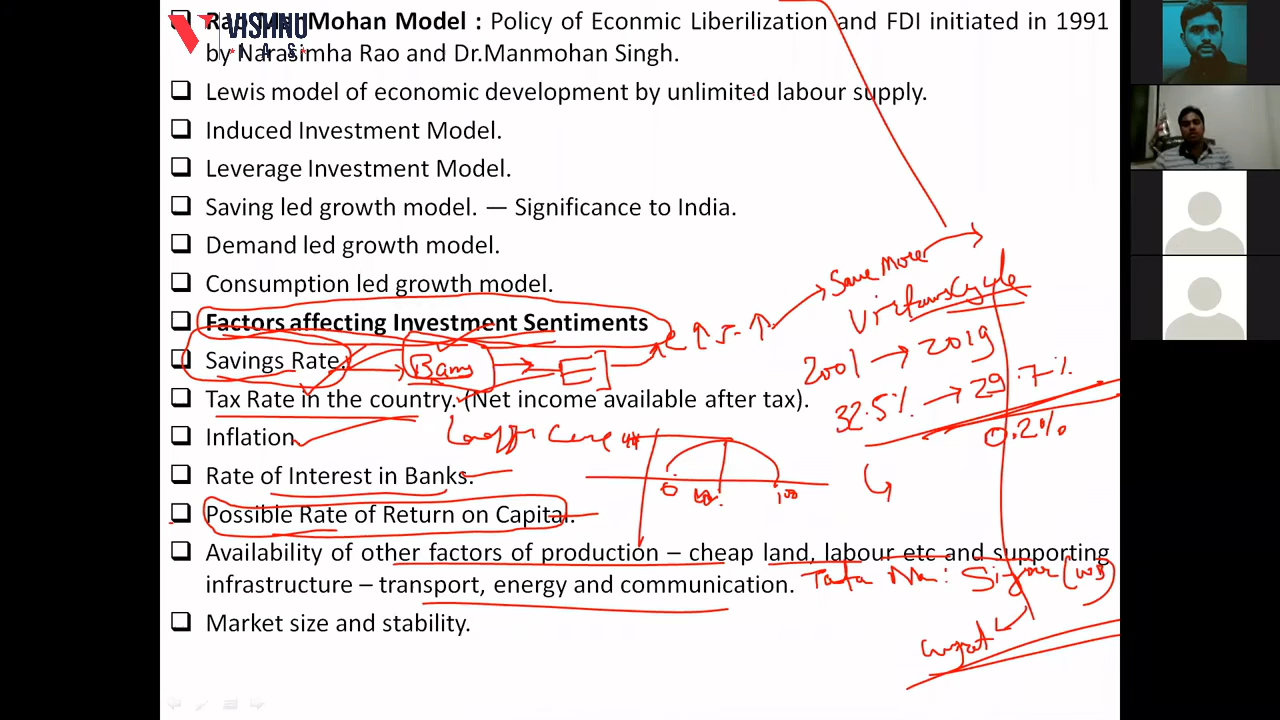 VISHNU
IAS
Mohan Model : Policy of Econmic Liberilization and FDI initiated in 1991
by Narasimha Rao and Dr.Manmohan Singh.
Lewis model of economic development by unlimited labour supply.
Induced Investment Model.
Leverage Investment Model.
Saving led growth model. — Significance to India.
Demand led growth model.
Save More
Consumption led growth model.
Virtuous Cycle
Factors affecting Investment Sentiments
2001 → 2019
Savings Rate.
32.5% → 29.7%
Tax Rate in the country. (Net income available after tax).
0.2%
Inflation
Curve
Rate of Interest in Banks.
0 100
Possible Rate of Return on Capital.
Availability of other factors of production – cheap land, labour etc and supporting
infrastructure – transport, energy and communication.
Tata Singur (WB)
Market size and stability.